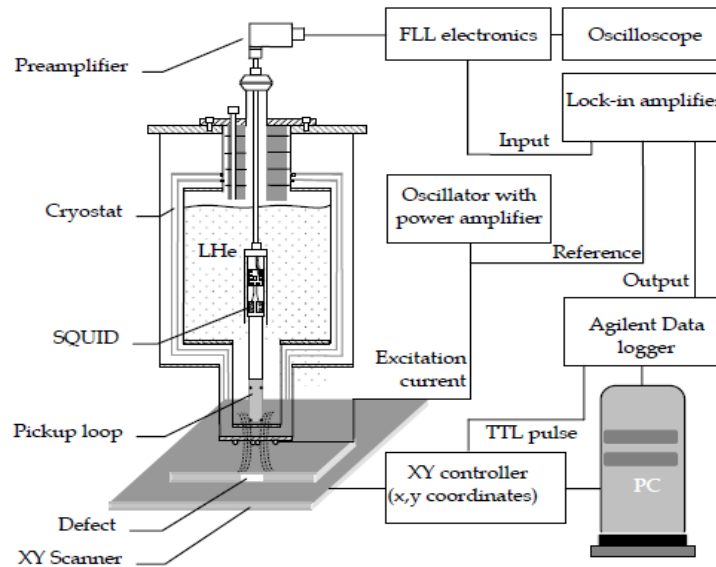 Preamplifier
FLL electronics
Oscilloscope
Lock-in amplifier
Input
Cryostat
Oscillator with
power amplifier
LHe
Reference
Output
SQUID
Excitation
current
Agilent Data
logger
Pickup loop
TTL pulse
XY controller
(x,y coordinates)
PC
Defect
XY Scanner